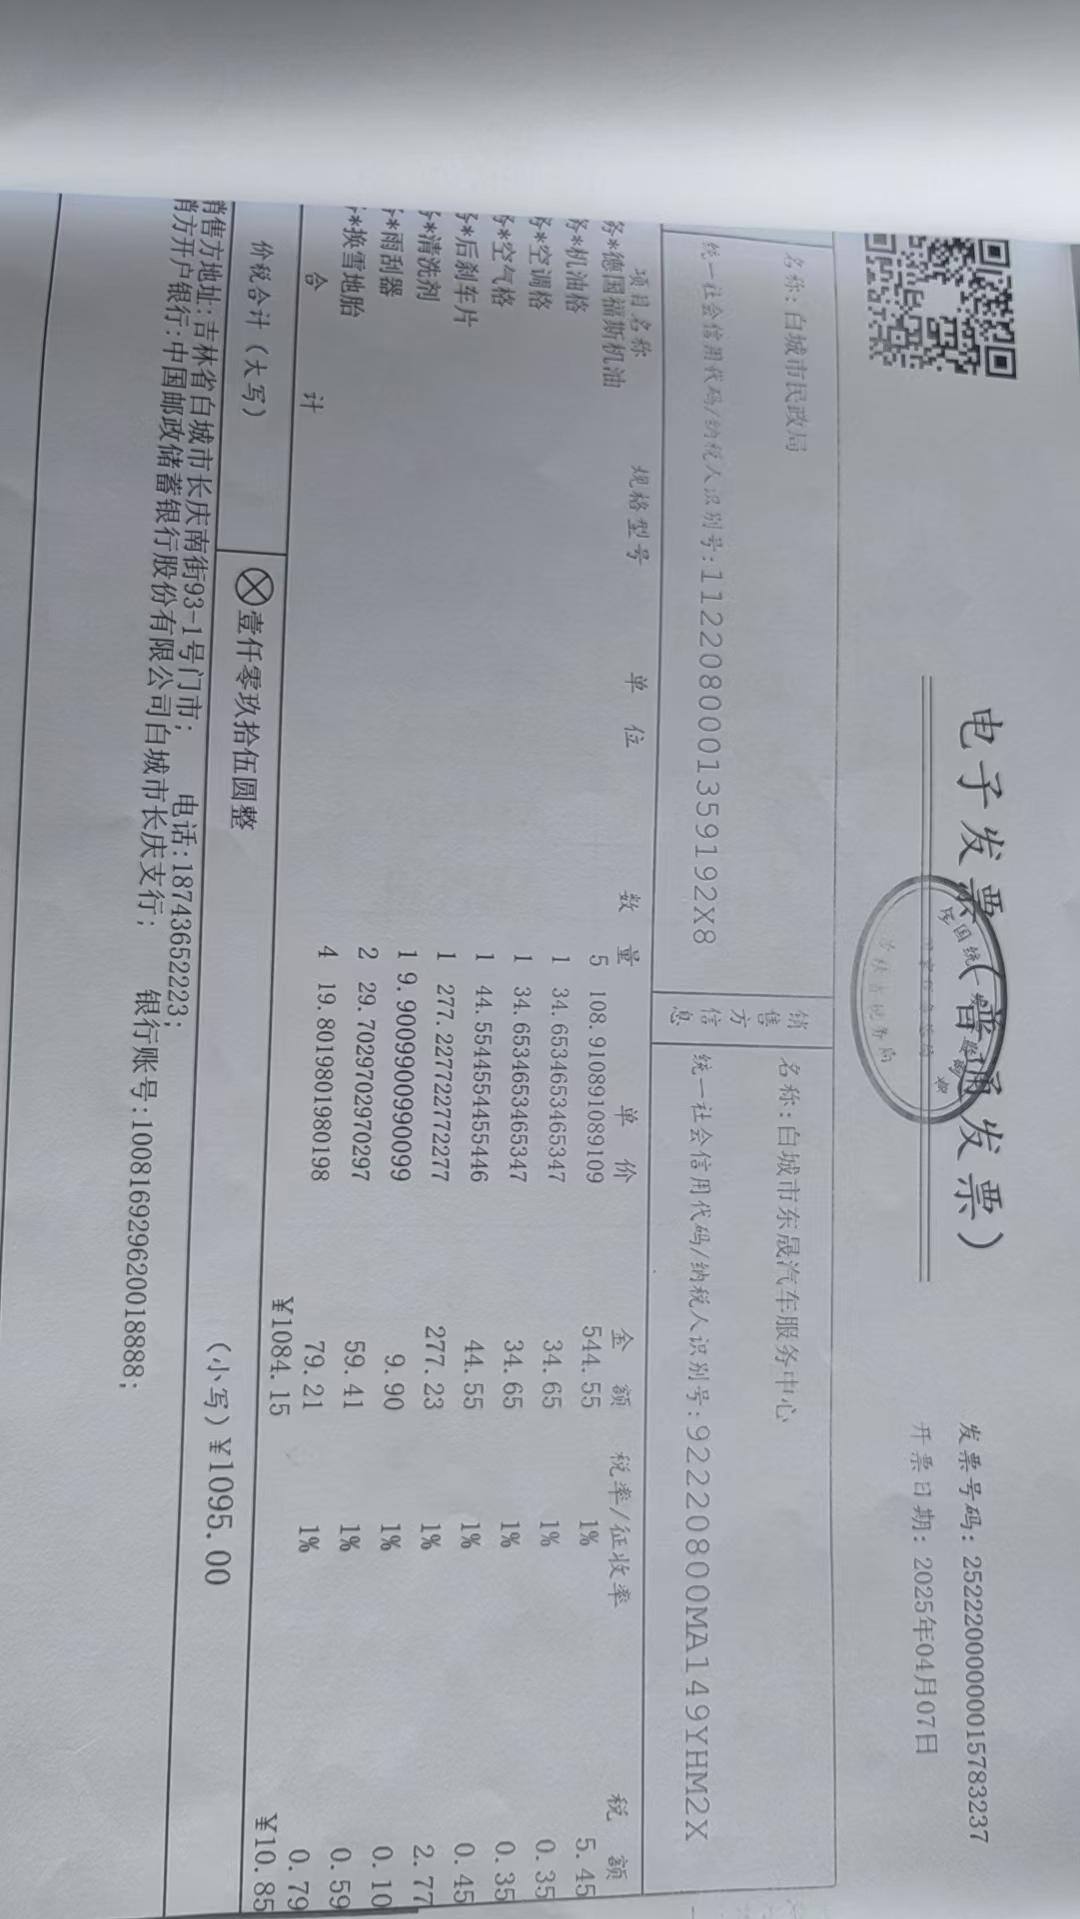 电子发票（普通发票）
发票号码：25222000000015783237
开票日期：2025年04月07日
名称：白城市民政局
统一社会信用代码/纳税人识别号：1122080001359192X8
销售方信息
名称：白城市东晟汽车服务中心
统一社会信用代码/纳税人识别号：92220800MA149YHM2X
项目名称 规格型号 单位 数量 单价 金额 税率/征收率 税额
务*德国福斯机油 5 108.910891089109 544.55 1% 5.45
务*机油格 1 34.6534653465347 34.65 1% 0.35
务*空调格 1 34.6534653465347 34.65 1% 0.35
务*空气格 1 44.5544554455446 44.55 1% 0.45
务*后刹车片 1 277.227722772277 277.23 1% 2.77
务*清洗剂 1 9.9009900990099 9.90 1% 0.10
*雨刮器 2 29.7029702970297 59.41 1% 0.59
*换雪地胎 4 19.8019801980198 79.21 1% 0.79
合计 ¥1084.15 ¥10.85
价税合计（大写） ⊗壹仟零玖拾伍圆整 （小写）¥1095.00
销售方地址：吉林省白城市长庆南街93-1号门市； 电话：18743652223；
销方开户银行：中国邮政储蓄银行股份有限公司白城市长庆支行； 银行账号：100816929620018888；